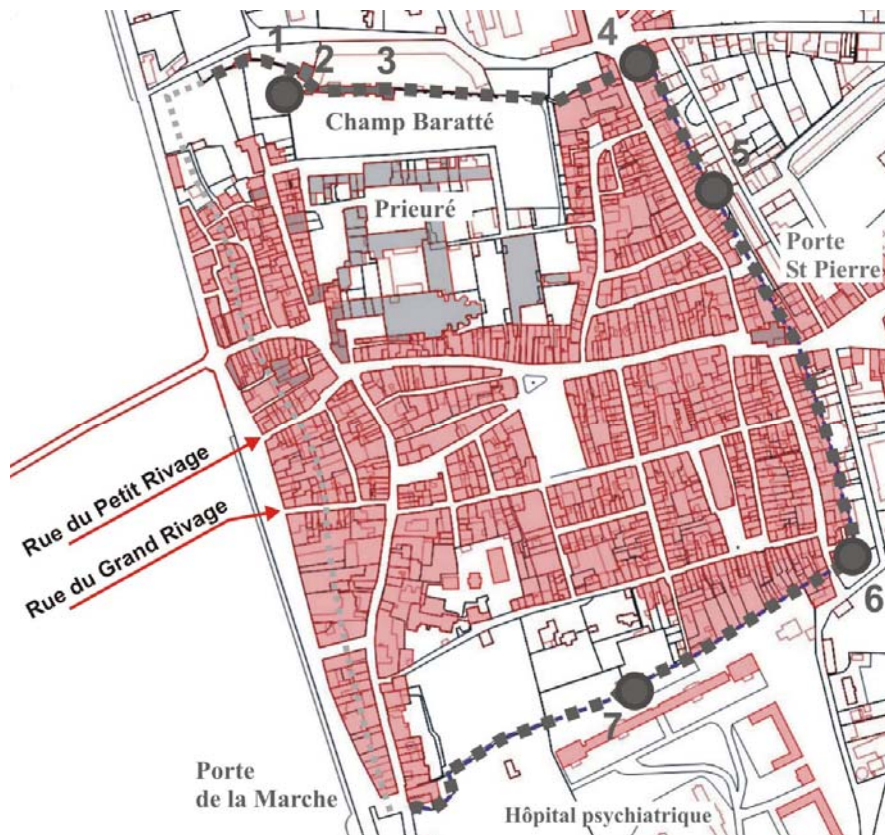 1
2
3
4
Champ Baratté
5
Prieuré
Porte
St Pierre
Rue du Petit Rivage
Rue du Grand Rivage
6
7
Porte
de la Marche
Hôpital psychiatrique